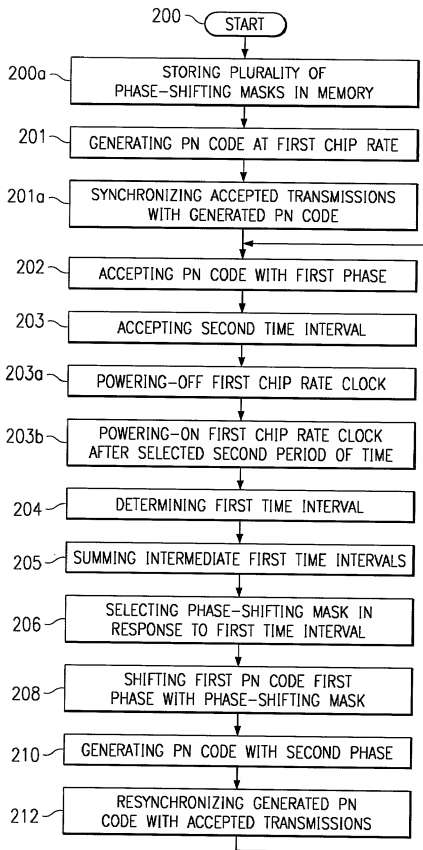 200
START
200a
STORING PLURALITY OF
PHASE-SHIFTING MASKS IN MEMORY
201
GENERATING PN CODE AT FIRST CHIP RATE
201a
SYNCHRONIZING ACCEPTED TRANSMISSIONS
WITH GENERATED PN CODE
202
ACCEPTING PN CODE WITH FIRST PHASE
203
ACCEPTING SECOND TIME INTERVAL
203a
POWERING-OFF FIRST CHIP RATE CLOCK
203b
POWERING-ON FIRST CHIP RATE CLOCK
AFTER SELECTED SECOND PERIOD OF TIME
204
DETERMINING FIRST TIME INTERVAL
205
SUMMING INTERMEDIATE FIRST TIME INTERVALS
206
SELECTING PHASE-SHIFTING MASK IN
RESPONSE TO FIRST TIME INTERVAL
208
SHIFTING FIRST PN CODE FIRST
PHASE WITH PHASE-SHIFTING MASK
210
GENERATING PN CODE WITH SECOND PHASE
212
RESYNCHRONIZING GENERATED PN
CODE WITH ACCEPTED TRANSMISSIONS